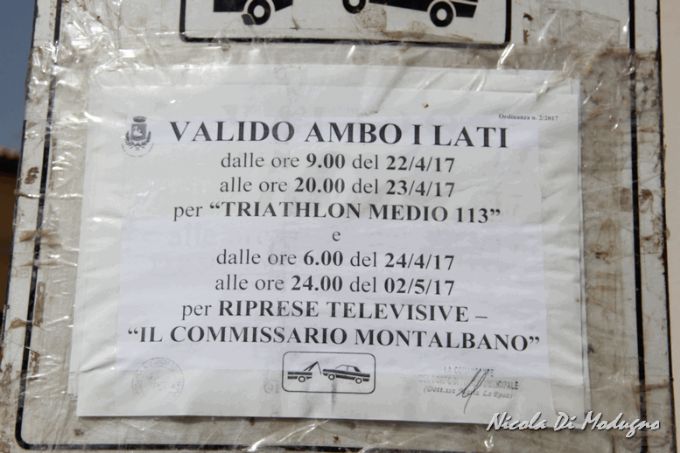 Ordinanza n. 2/2017
VALIDO AMBO I LATI
dalle ore 9.00 del 22/4/17
alle ore 20.00 del 23/4/17
per “TRIATHLON MEDIO 113”
e
dalle ore 6.00 del 24/4/17
alle ore 24.00 del 02/5/17
per RIPRESE TELEVISIVE –
“IL COMMISSARIO MONTALBANO”
Nicola Di Modugno